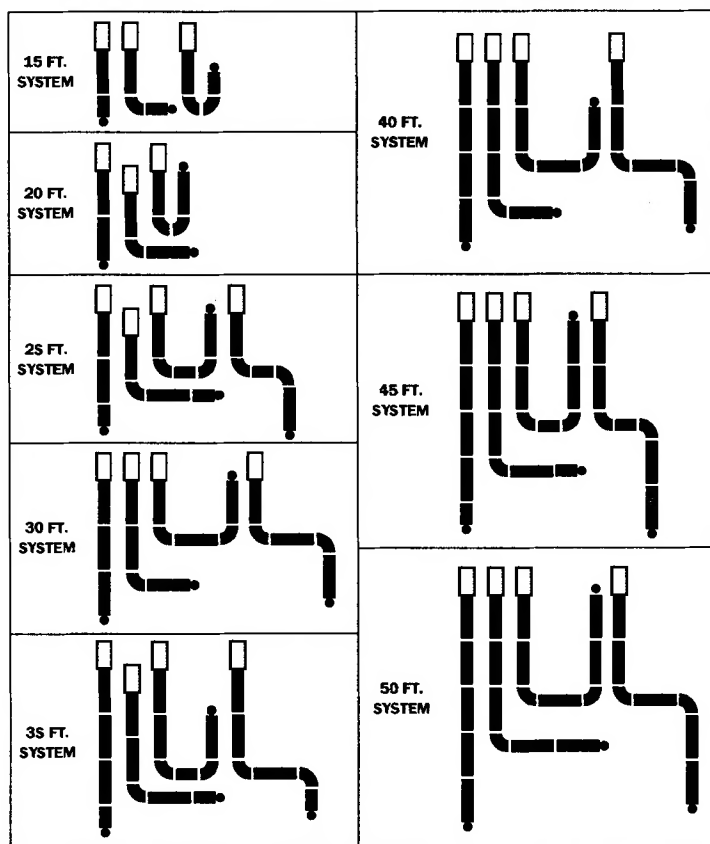 15 FT.
SYSTEM
20 FT.
SYSTEM
2S FT.
SYSTEM
30 FT.
SYSTEM
3S FT.
SYSTEM
40 FT.
SYSTEM
45 FT.
SYSTEM
50 FT.
SYSTEM